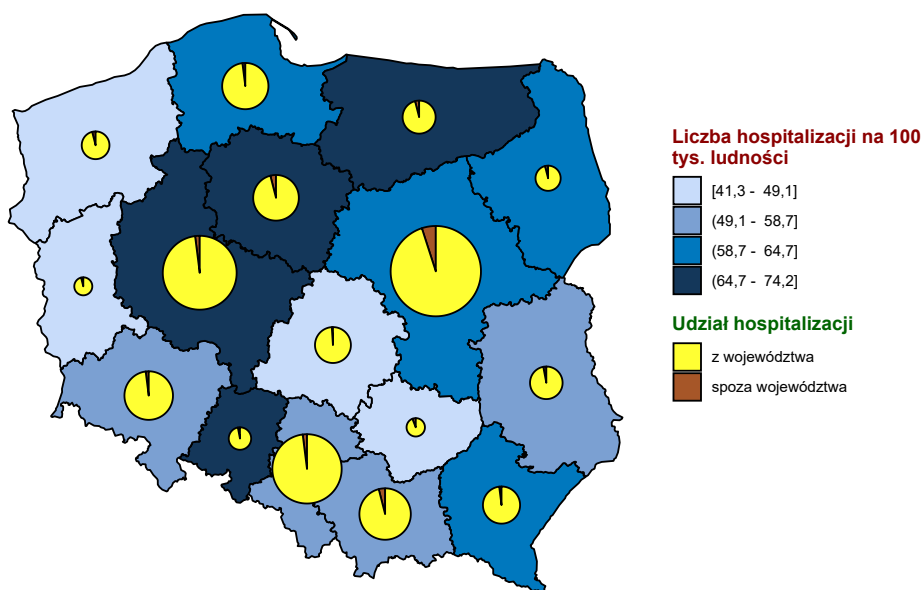 Liczba hospitalizacji na 100
tys. ludności
[41,3 - 49,1]
(49,1 - 58,7]
(58,7 - 64,7]
(64,7 - 74,2]
Udział hospitalizacji
z województwa
spoza województwa